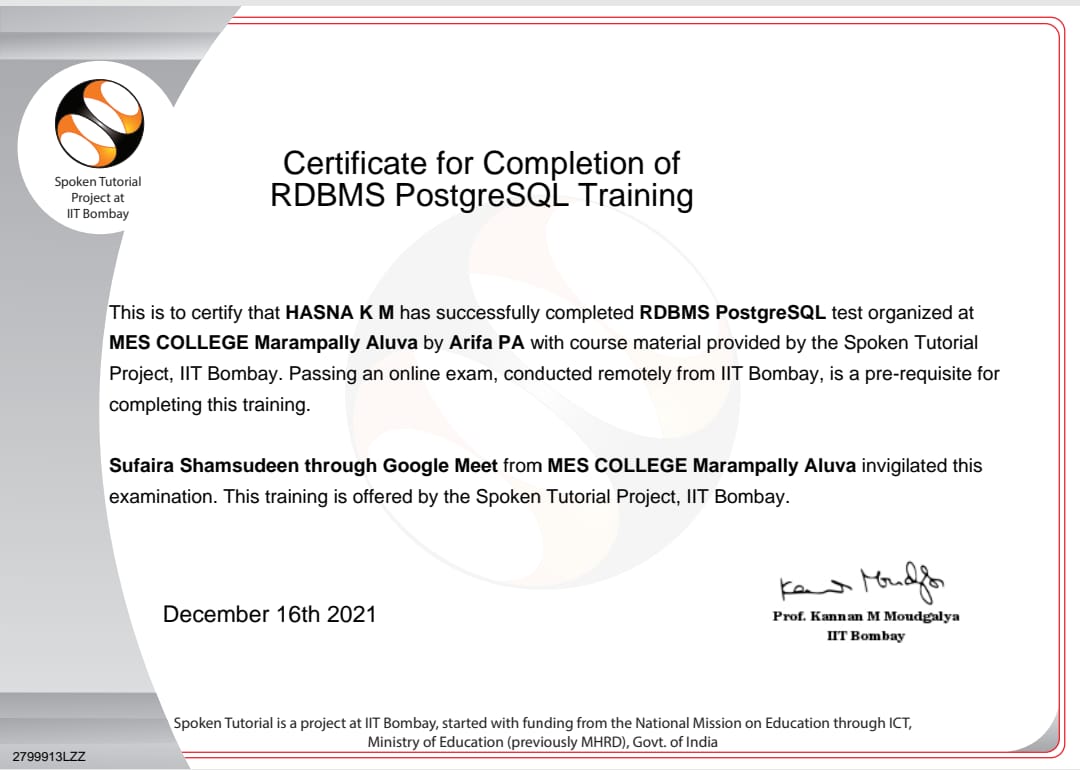 Spoken Tutorial
Project at
IIT Bombay
Certificate for Completion of
RDBMS PostgreSQL Training
This is to certify that HASNA K M has successfully completed RDBMS PostgreSQL test organized at
MES COLLEGE Marampally Aluva by Arifa PA with course material provided by the Spoken Tutorial
Project, IIT Bombay. Passing an online exam, conducted remotely from IIT Bombay, is a pre-requisite for
completing this training.
Sufaira Shamsudeen through Google Meet from MES COLLEGE Marampally Aluva invigilated this
examination. This training is offered by the Spoken Tutorial Project, IIT Bombay.
December 16th 2021
Kannan Moudgalya
Prof. Kannan M Moudgalya
IIT Bombay
Spoken Tutorial is a project at IIT Bombay, started with funding from the National Mission on Education through ICT,
Ministry of Education (previously MHRD), Govt. of India
2799913LZZ